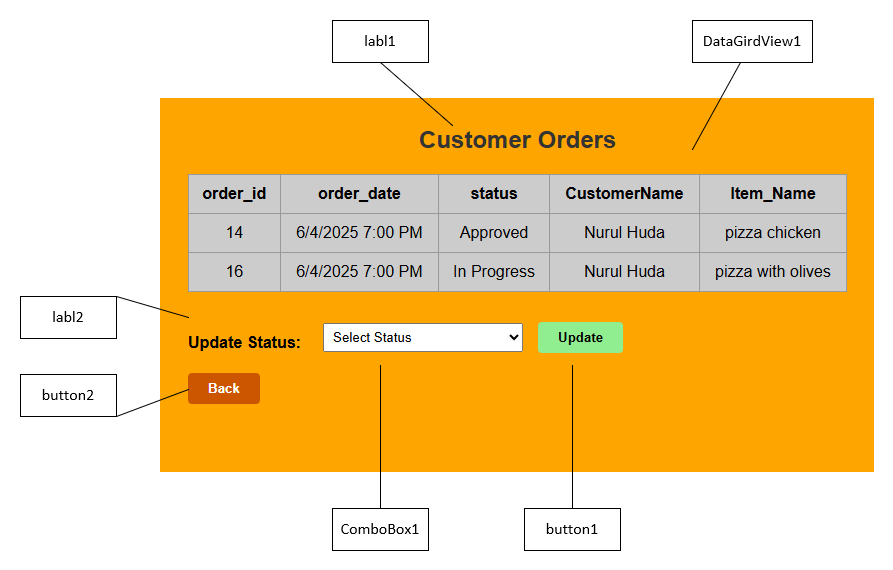 labl1
DataGirdView1
Customer Orders
order_id order_date status CustomerName Item_Name
14 6/4/2025 7:00 PM Approved Nurul Huda pizza chicken
16 6/4/2025 7:00 PM In Progress Nurul Huda pizza with olives
labl2
Update Status: Select Status Update
button2
Back
ComboBox1
button1